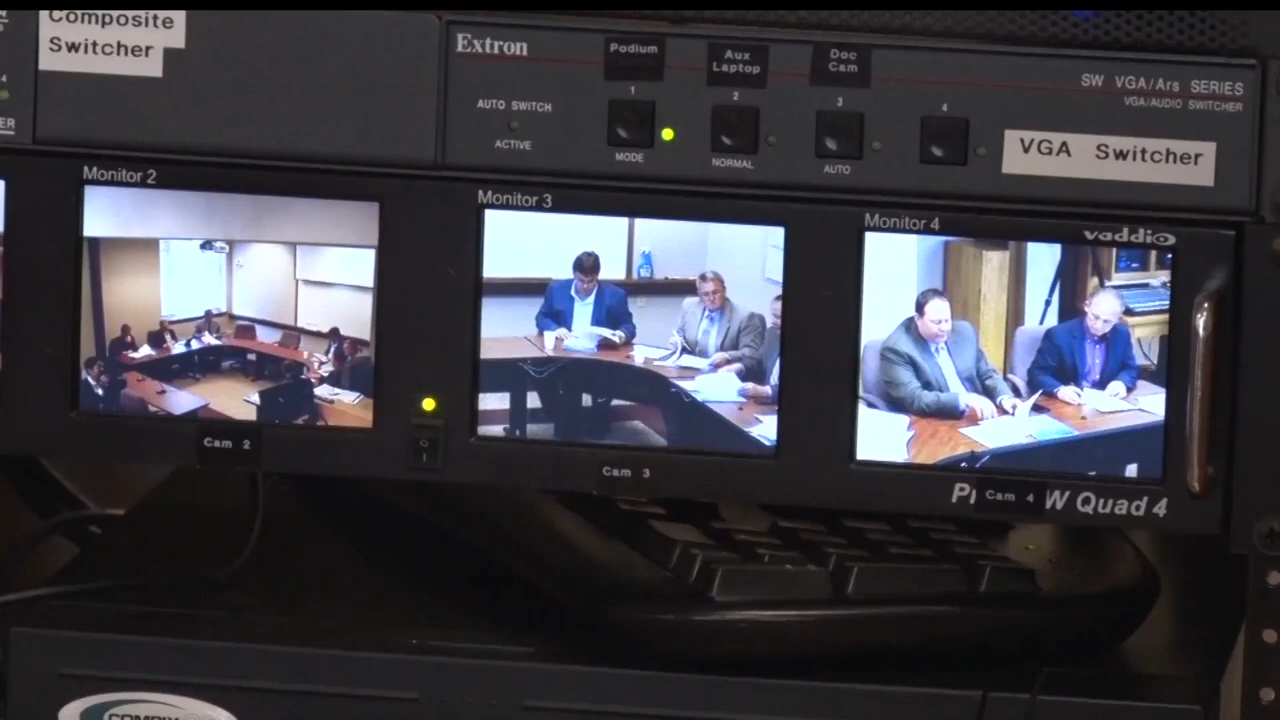 Composite
Switcher
4
ER
Extron
Podium
Aux
Laptop
Doc
Cam
SW VGA/Ars SERIES
VGA/AUDIO SWITCHER
AUTO SWITCH
ACTIVE
1
2
3
4
MODE
NORMAL
AUTO
VGA Switcher
Monitor 2
Monitor 3
Monitor 4
vaddio
Cam 2
O
I
Cam 3
Cam 4
W Quad 4